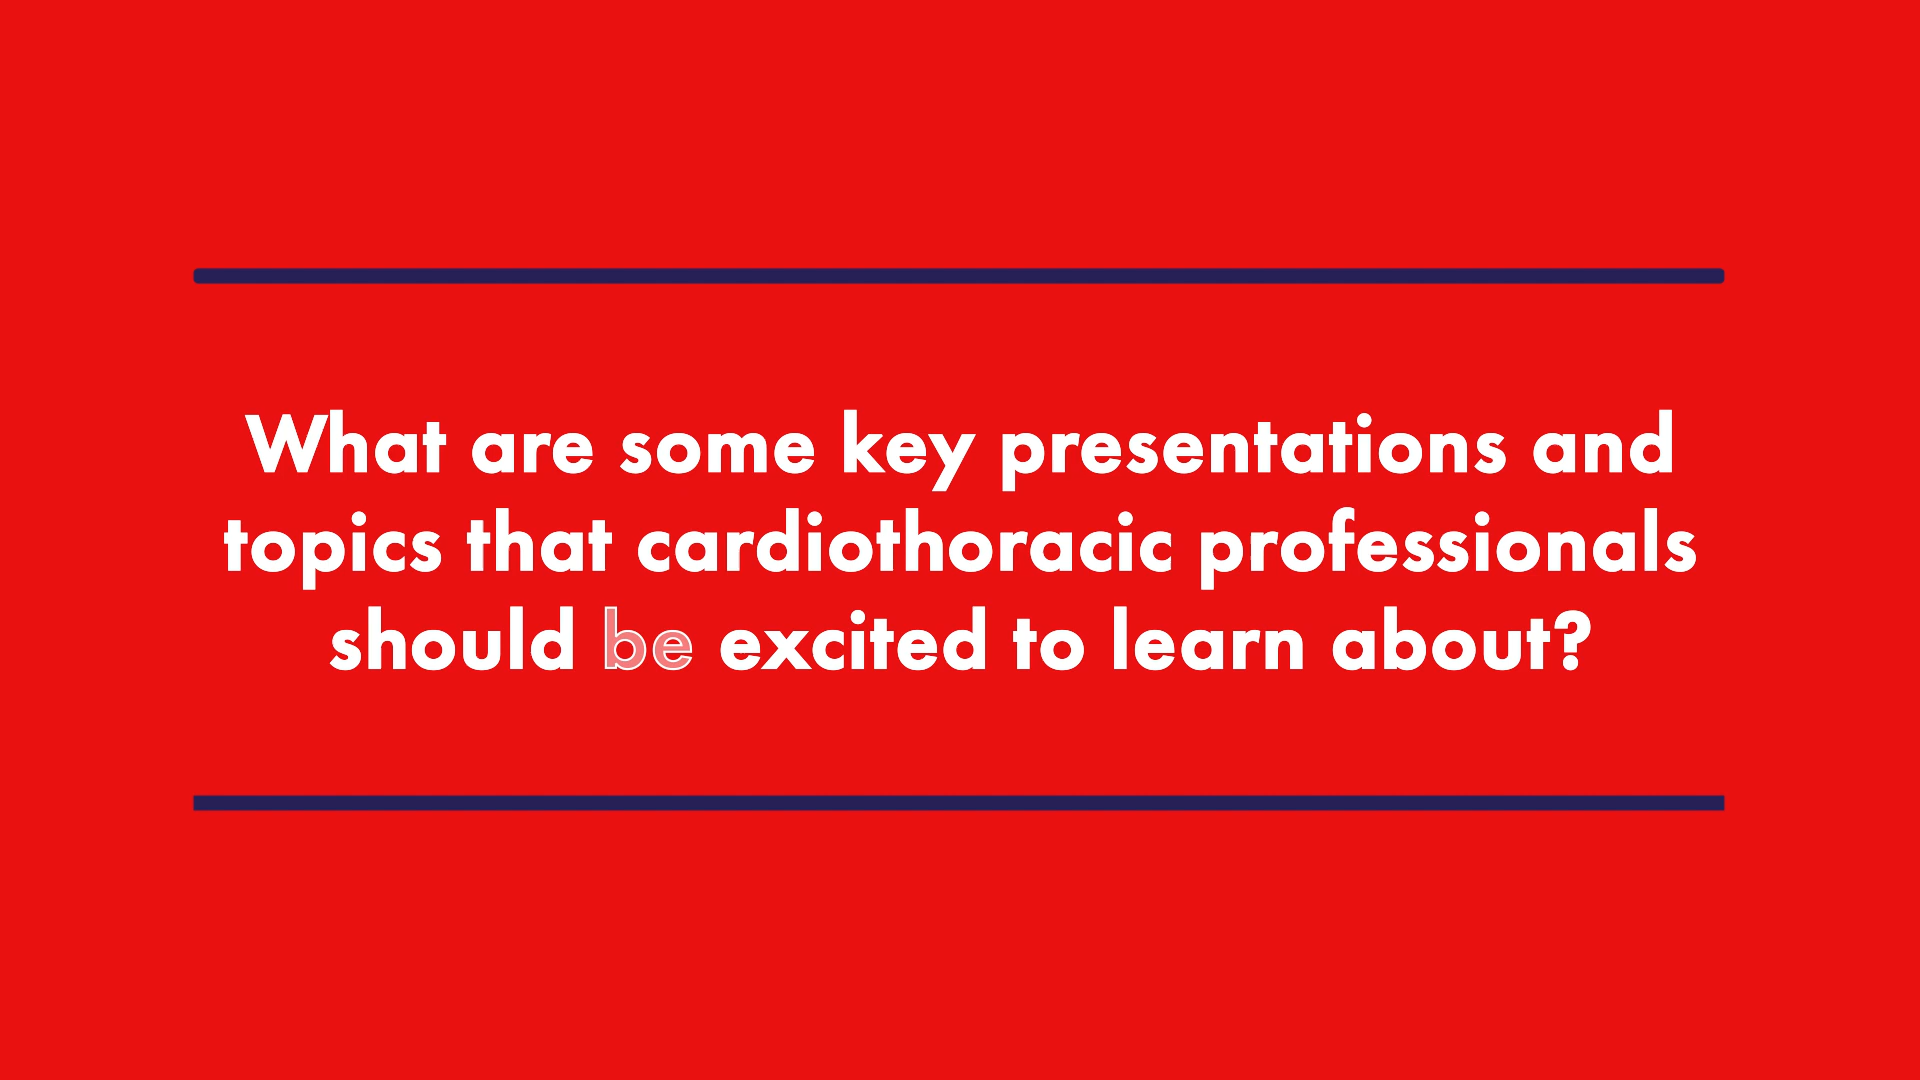 What are some key presentations and
topics that cardiothoracic professionals
should be excited to learn about?